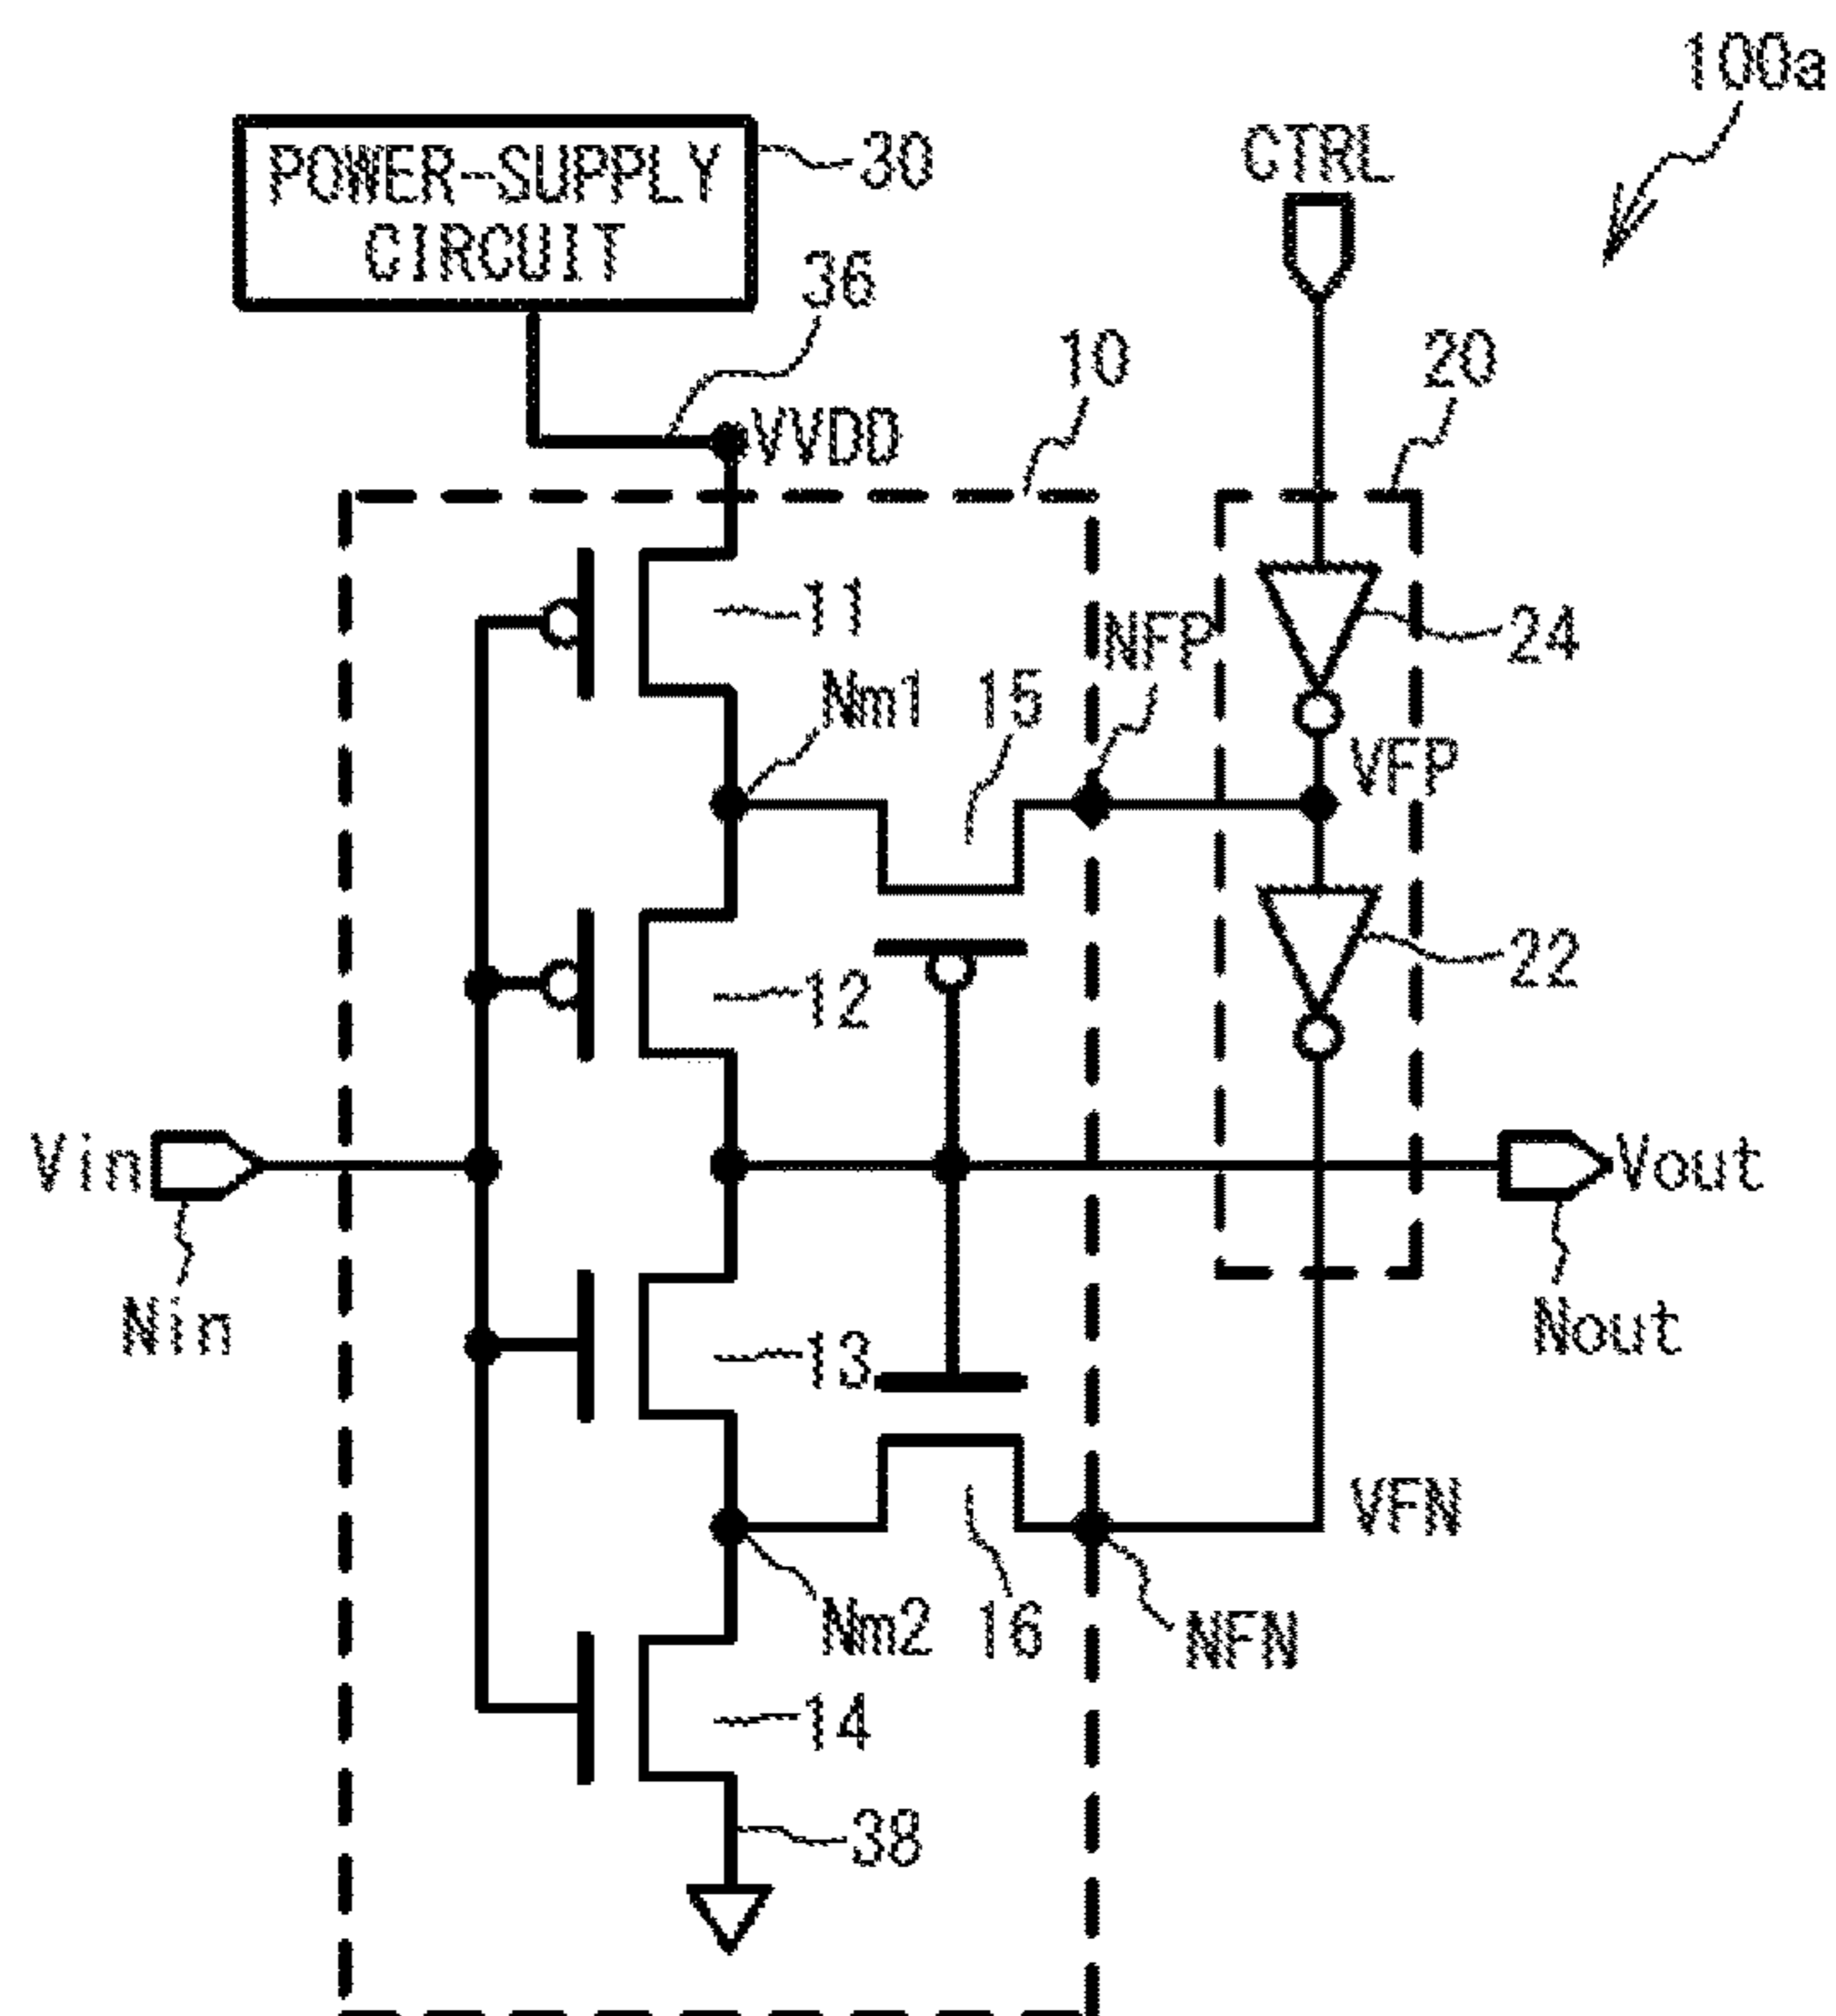 100a
POWER-SUPPLY
CIRCUIT
30
CTRL
36
10
20
VVDD
11
NFP
24
Nm1
15
VFP
12
22
Vin
Vout
Nin
13
Nout
VFN
Nm2
16
NFN
14
38